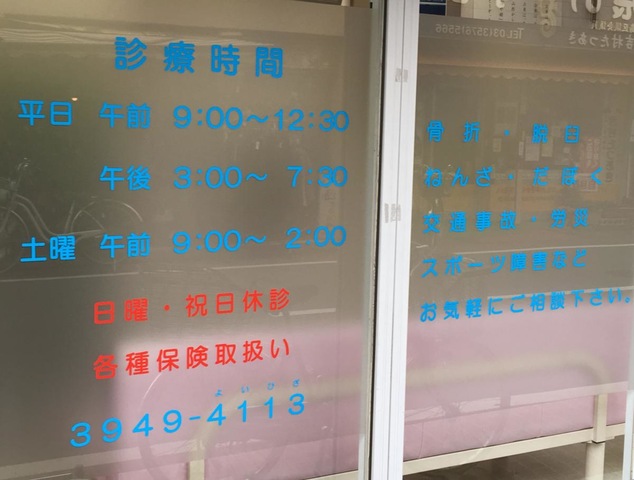 診療時間
平日 午前 9:00〜12:30
午後 3:00〜 7:30
土曜 午前 9:00〜 2:00
日曜・祝日休診
各種保険取扱い
よいひざ
3949-4113
骨折・脱臼
ねんざ・だぼく
交通事故・労災
スポーツ障害など
お気軽にご相談下さい。